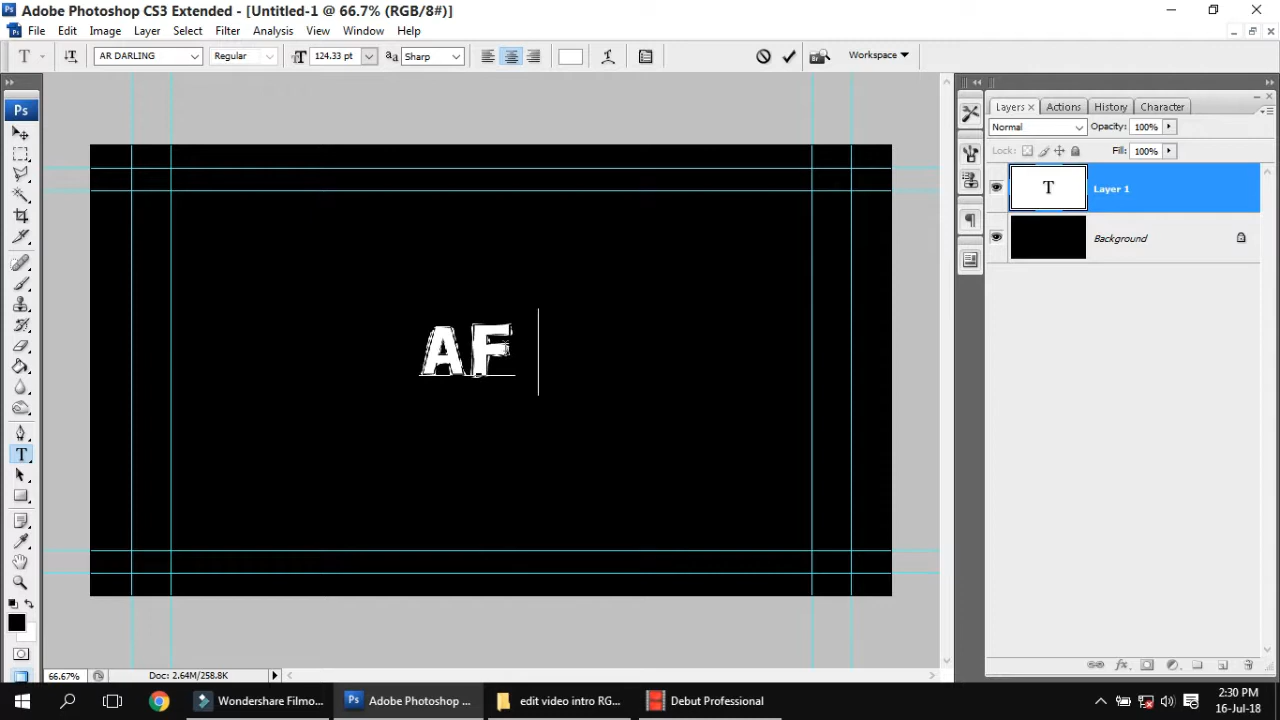 Adobe Photoshop CS3 Extended - [Untitled-1 @ 66.7% (RGB/8#)]
File Edit Image Layer Select Filter Analysis View Window Help
AR DARLING Regular 124.33 pt Sharp Workspace
Layers Actions History Character
Normal Opacity: 100%
Lock: Fill: 100%
T Layer 1
Background
AF
66.67% Doc: 2.64M/258.8K
Wondershare Filmo... Adobe Photoshop ... edit video intro RG... Debut Professional
2:30 PM
16-Jul-18